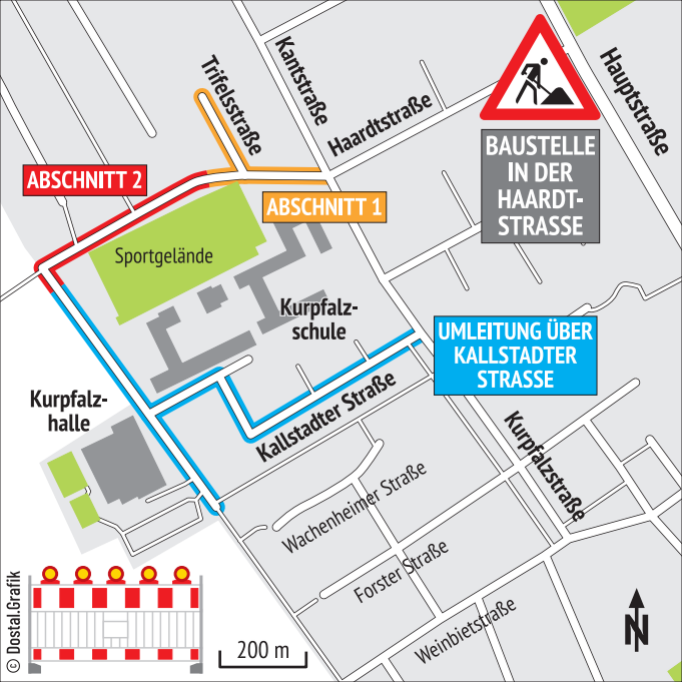 Trifelsstraße
Kantstraße
Haardtstraße
Hauptstraße
BAUSTELLE
IN DER
HAARDT-
STRASSE
ABSCHNITT 2
ABSCHNITT 1
Sportgelände
Kurpfalz-
schule
UMLEITUNG ÜBER
KALLSTADTER
STRASSE
Kurpfalz-
halle
Kallstadter Straße
Kurpfalzstraße
Wachenheimer Straße
Forster Straße
Weinbietstraße
© Dostal.Grafik
200 m
N